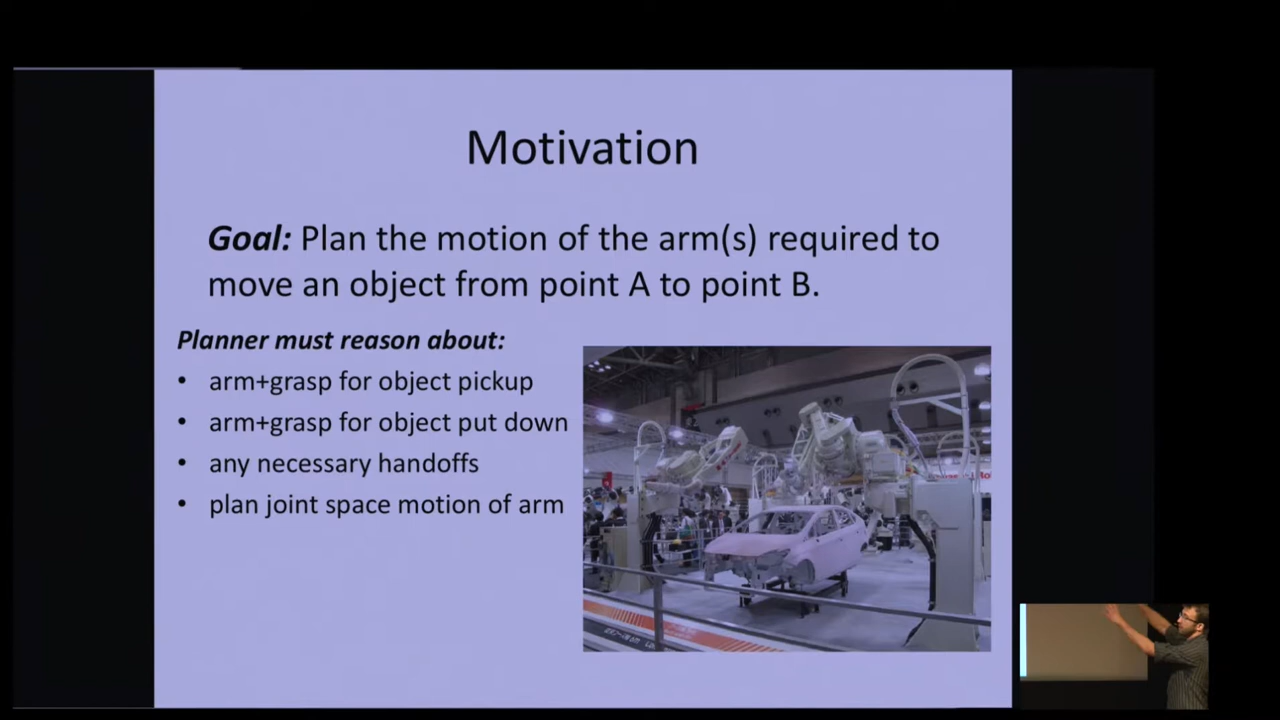 Motivation
Goal: Plan the motion of the arm(s) required to
move an object from point A to point B.
Planner must reason about:
• arm+grasp for object pickup
• arm+grasp for object put down
• any necessary handoffs
• plan joint space motion of arm